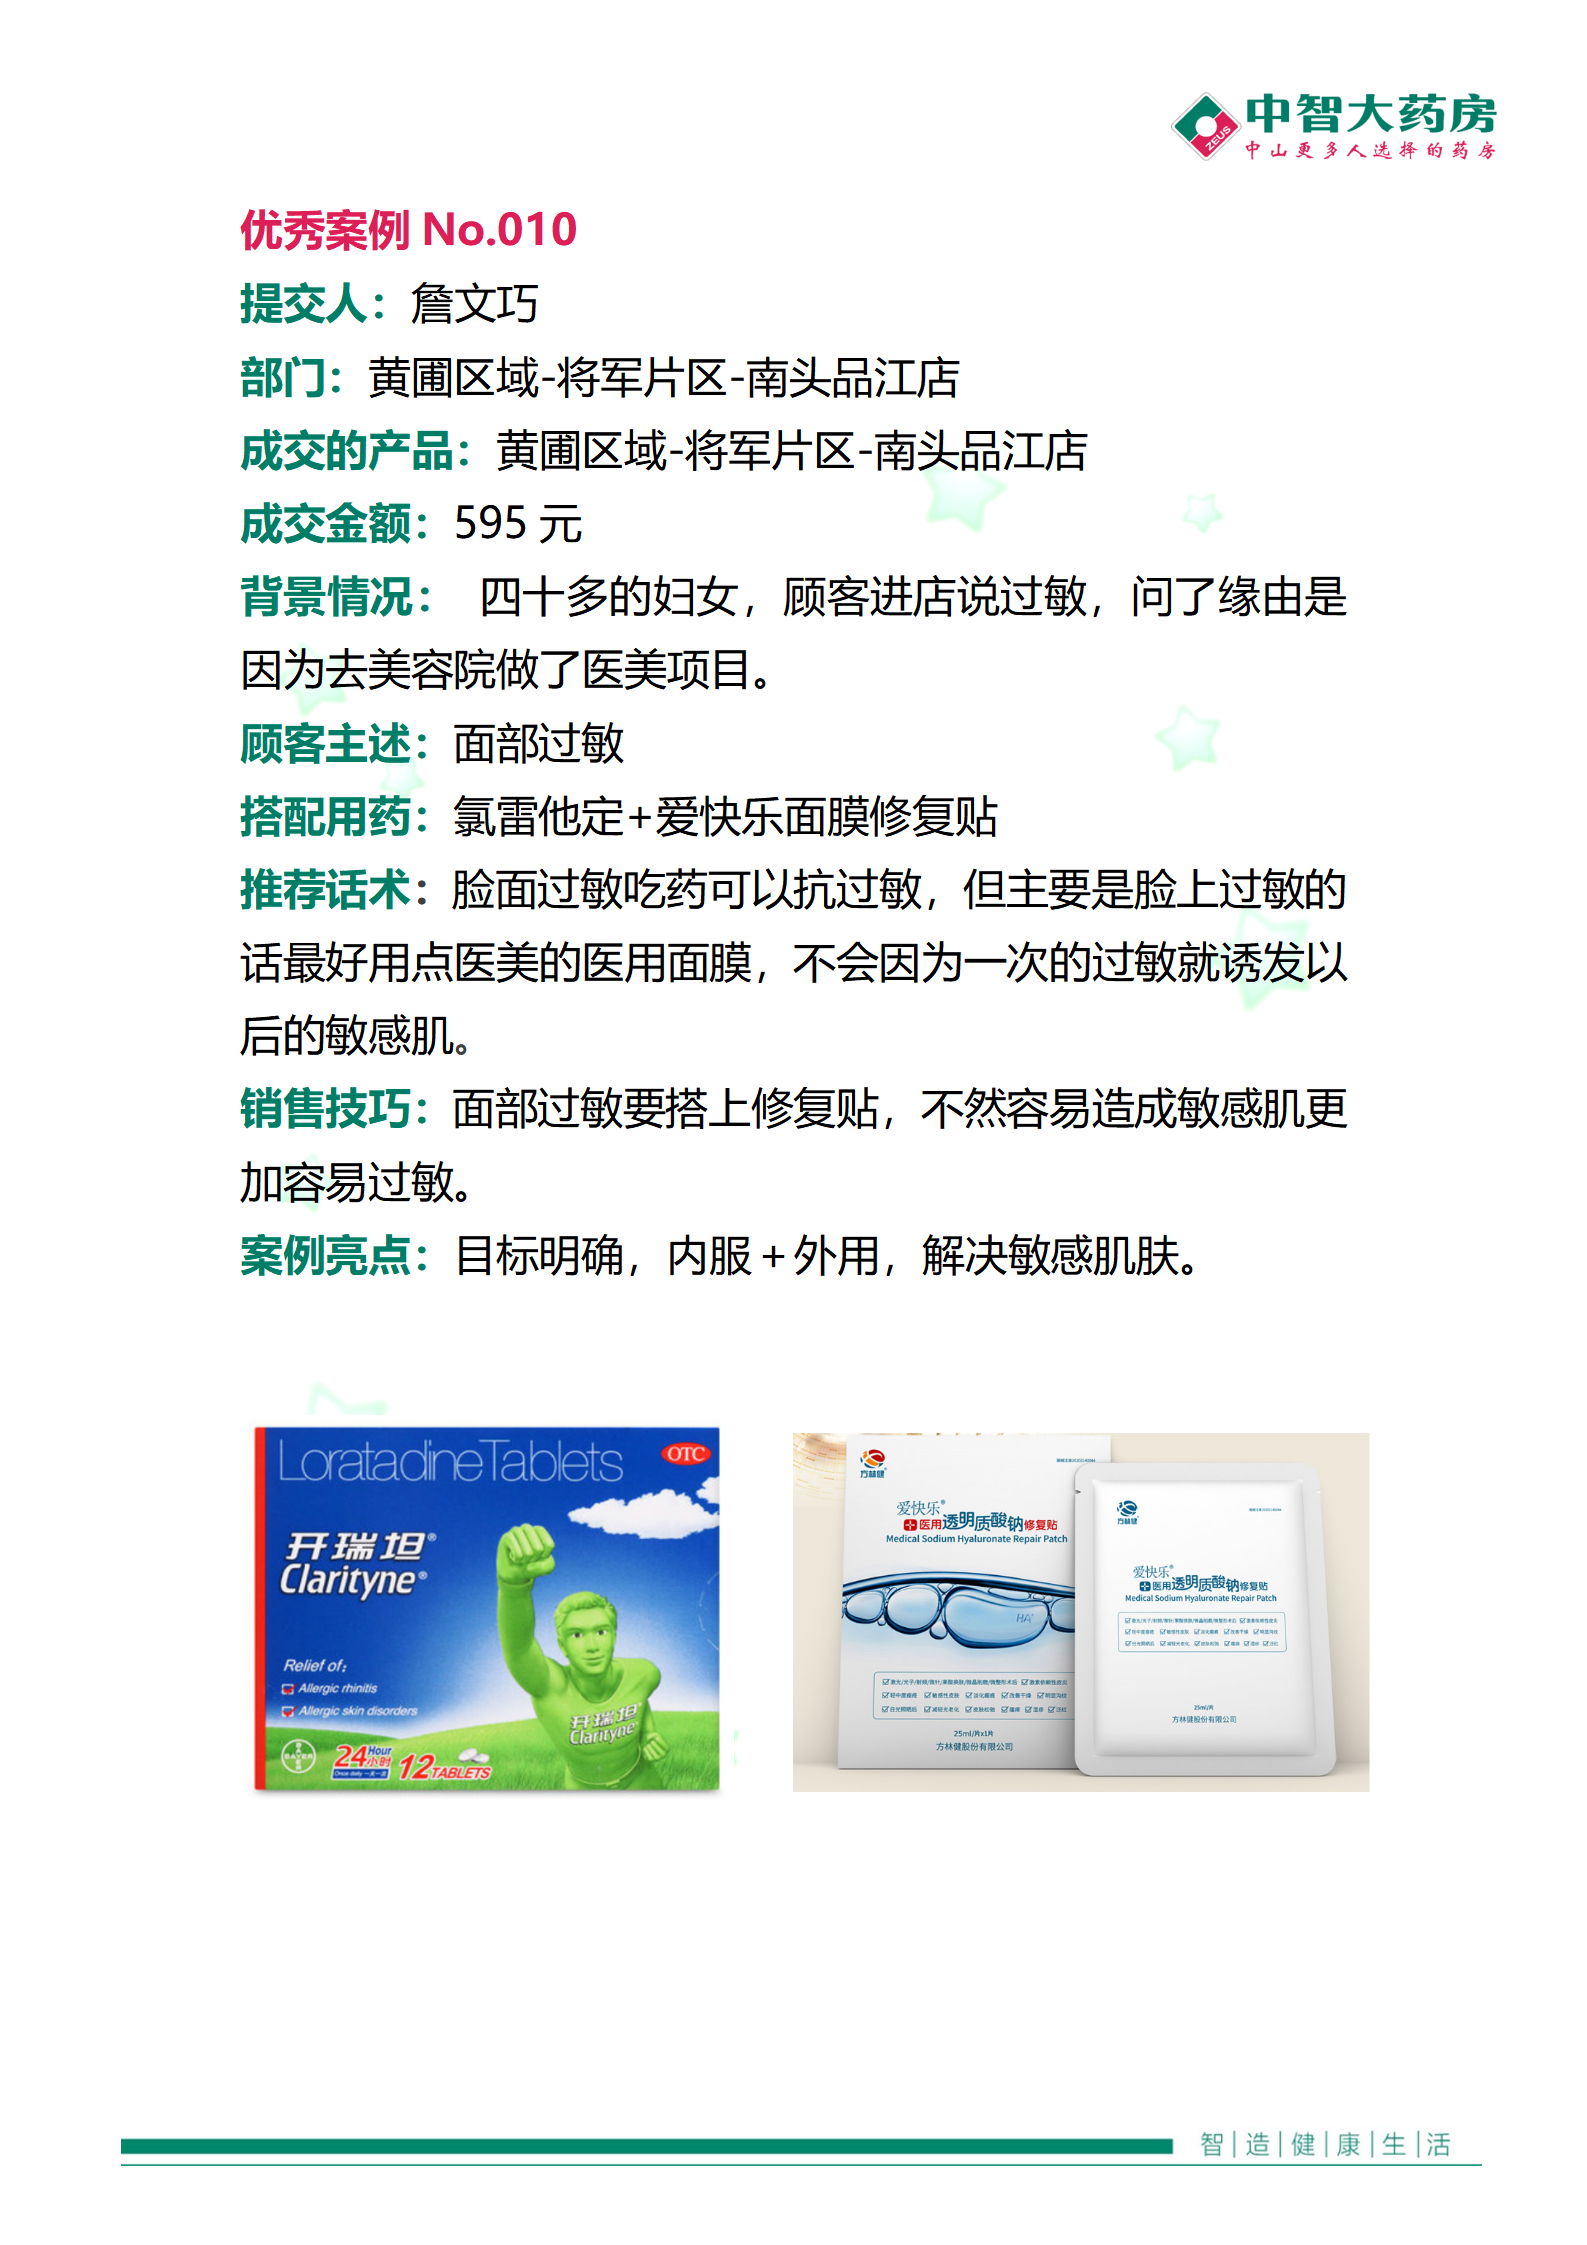 中智大药房
ZEUS
中山更多人选择的药房
优秀案例 No.010
提交人：詹文巧
部门：黄圃区域-将军片区-南头品江店
成交的产品：黄圃区域-将军片区-南头品江店
成交金额：595 元
背景情况： 四十多的妇女，顾客进店说过敏，问了缘由是
因为去美容院做了医美项目。
顾客主述：面部过敏
搭配用药：氯雷他定+爱快乐面膜修复贴
推荐话术：脸面过敏吃药可以抗过敏，但主要是脸上过敏的
话最好用点医美的医用面膜，不会因为一次的过敏就诱发以
后的敏感肌。
销售技巧：面部过敏要搭上修复贴，不然容易造成敏感肌更
加容易过敏。
案例亮点：目标明确，内服+外用，解决敏感肌肤。
Loratadine Tablets
OTC
开瑞坦®
Clarityne®
Relief of:
Allergic rhinitis
Allergic skin disorders
开瑞坦
Clarityne
BAYER
24 Hour 小时
Once daily 一天一次
12 TABLETS
方林健
爱快乐®
医用透明质酸钠修复贴
Medical Sodium Hyaluronate Repair Patch
HA
25ml/片x1片
方林健股份有限公司
方林健
爱快乐®
医用透明质酸钠修复贴
Medical Sodium Hyaluronate Repair Patch
25ml/片
方林健股份有限公司
智|造|健|康|生|活